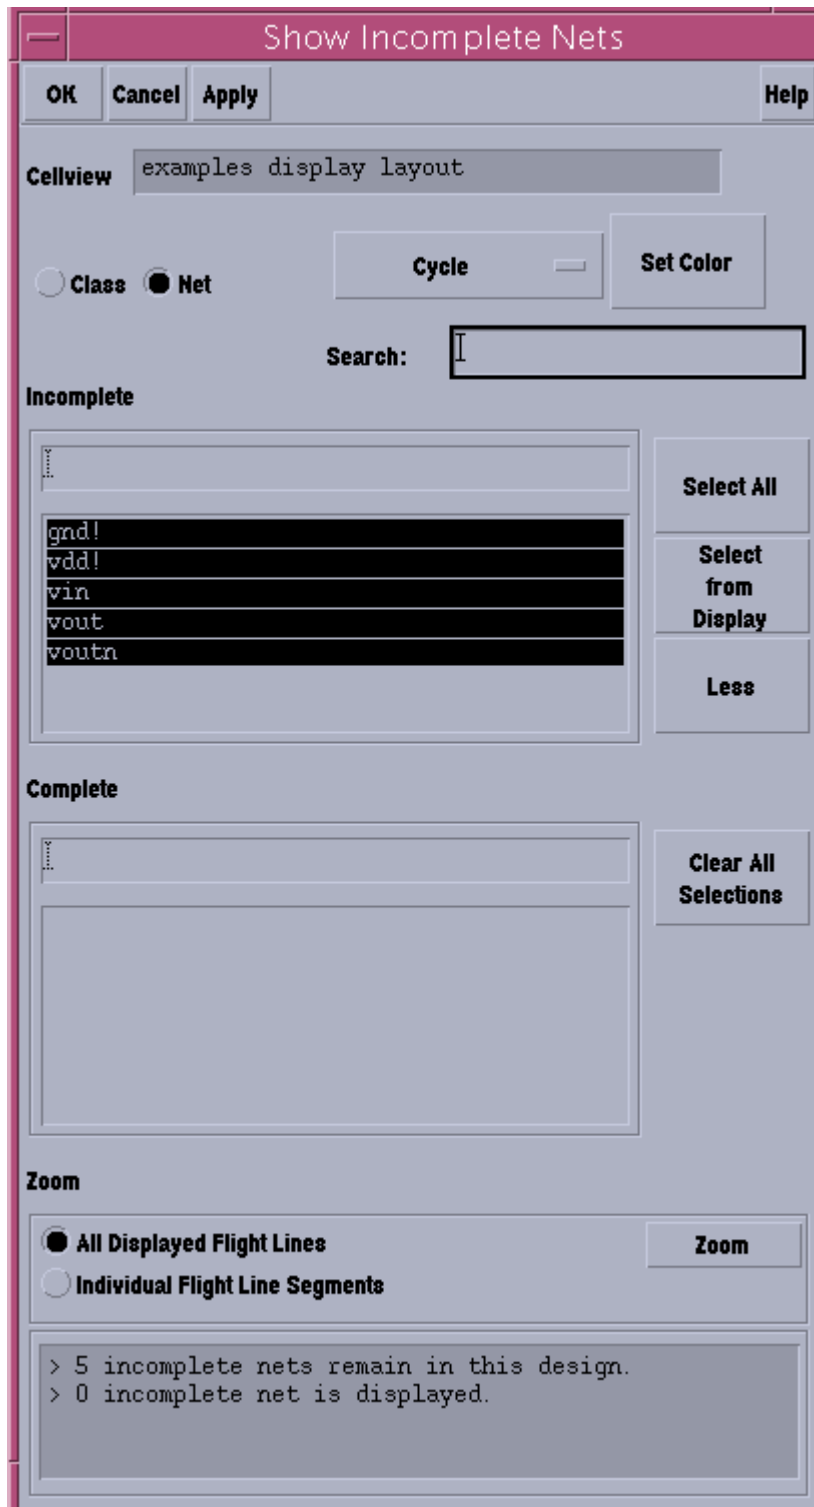 Show Incomplete Nets
OK Cancel Apply Help
Cellview examples display layout
Class Net Cycle Set Color
Search:
Incomplete
gnd!
vdd!
vin
vout
voutn
Select All
Select
from
Display
Less
Complete
Clear All
Selections
Zoom
All Displayed Flight Lines Zoom
Individual Flight Line Segments
> 5 incomplete nets remain in this design.
> 0 incomplete net is displayed.